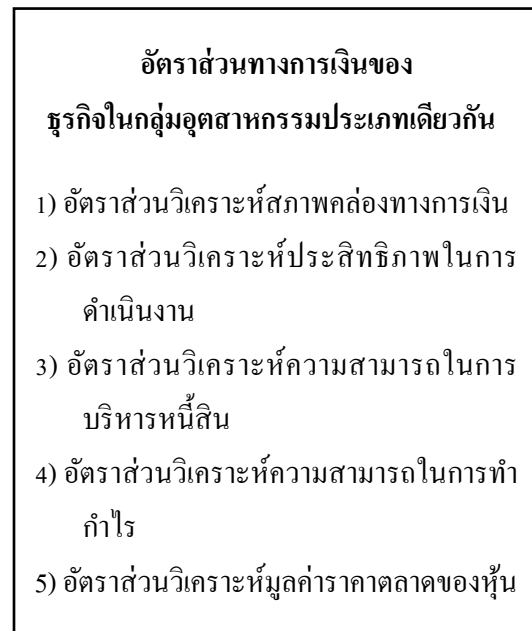 อัตราส่วนทางการเงินของ
ธุรกิจในกลุ่มอุตสาหกรรมประเภทเดียวกัน
1) อัตราส่วนวิเคราะห์สภาพคล่องทางการเงิน
2) อัตราส่วนวิเคราะห์ประสิทธิภาพในการ
ดำเนินงาน
3) อัตราส่วนวิเคราะห์ความสามารถในการ
บริหารหนี้สิน
4) อัตราส่วนวิเคราะห์ความสามารถในการทำ
กำไร
5) อัตราส่วนวิเคราะห์มูลค่าราคาตลาดของหุ้น